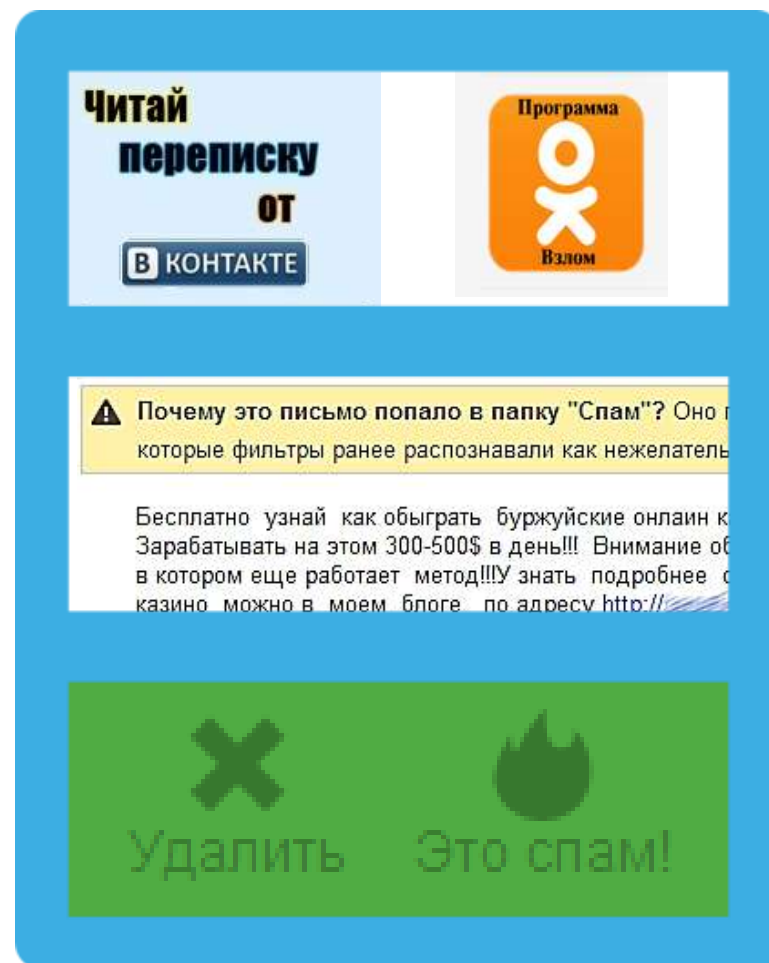 Читай
переписку
от
В КОНТАКТЕ
Программа
Взлом
Почему это письмо попало в папку "Спам"? Оно
которые фильтры ранее распознавали как нежелатель
Бесплатно узнай как обыграть буржуйские онлаин к
Зарабатывать на этом 300-500$ в день!!! Внимание об
в котором еще работает метод!!!У знать подробнее о
казино можно в моем блоге по адресу http://
Удалить Это спам!